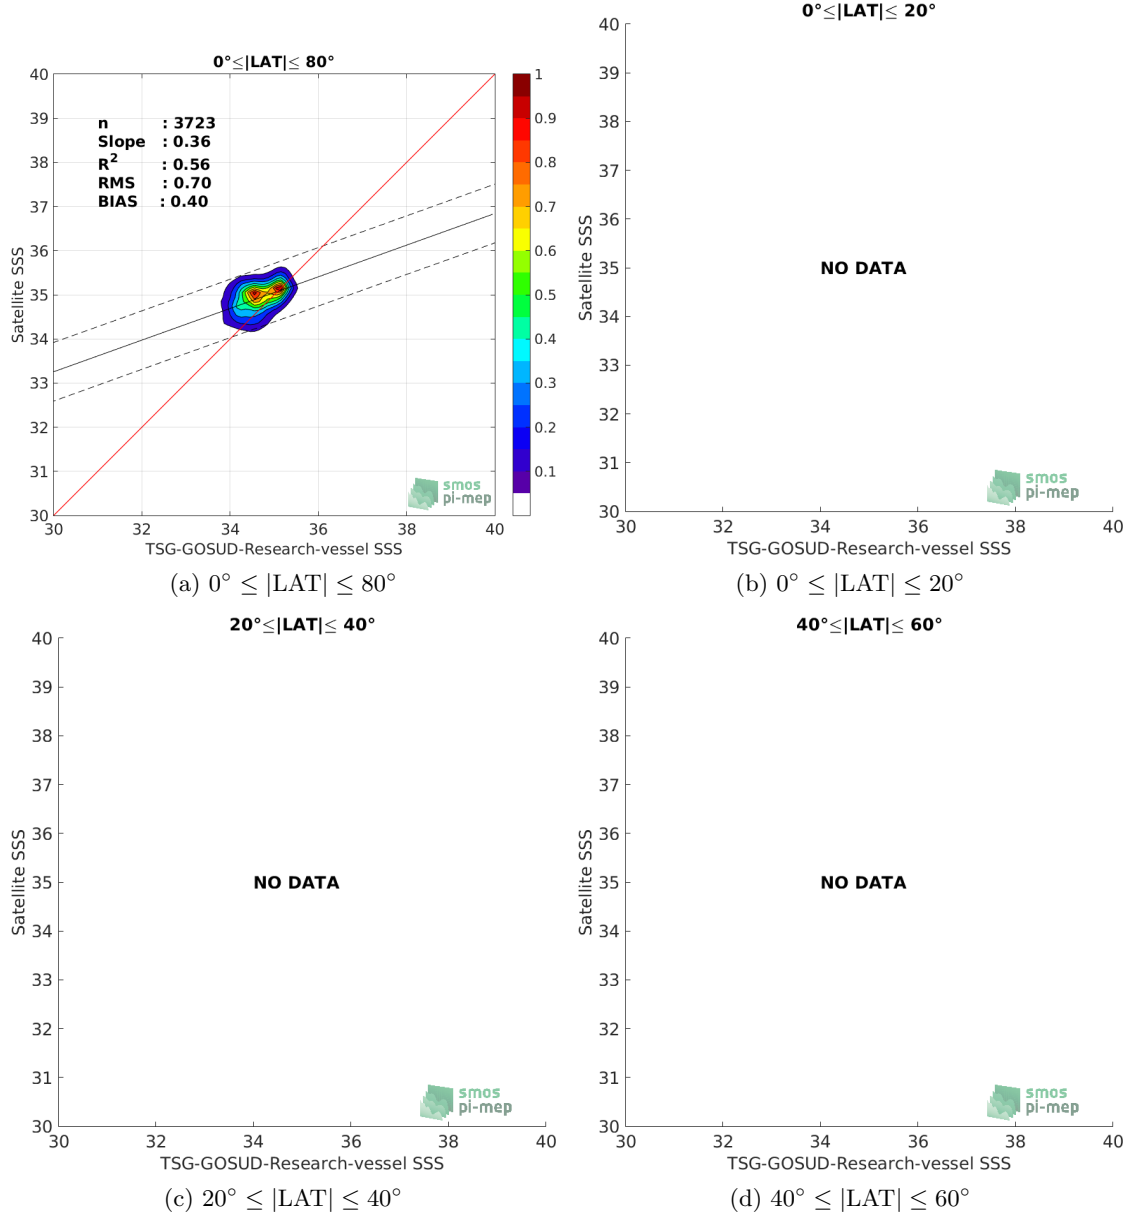 0°≤|LAT|≤ 80°
40
39
38
37
36
35
34
33
32
31
30
Satellite SSS
n : 3723
Slope : 0.36
R² : 0.56
RMS : 0.70
BIAS : 0.40
1
0.9
0.8
0.7
0.6
0.5
0.4
0.3
0.2
0.1
smos
pi-mep
30 32 34 36 38 40
TSG-GOSUD-Research-vessel SSS
(a) 0° ≤ |LAT| ≤ 80°
0°≤|LAT|≤ 20°
40
39
38
37
36
35
34
33
32
31
30
Satellite SSS
NO DATA
smos
pi-mep
30 32 34 36 38 40
TSG-GOSUD-Research-vessel SSS
(b) 0° ≤ |LAT| ≤ 20°
20°≤|LAT|≤ 40°
40
39
38
37
36
35
34
33
32
31
30
Satellite SSS
NO DATA
smos
pi-mep
30 32 34 36 38 40
TSG-GOSUD-Research-vessel SSS
(c) 20° ≤ |LAT| ≤ 40°
40°≤|LAT|≤ 60°
40
39
38
37
36
35
34
33
32
31
30
Satellite SSS
NO DATA
smos
pi-mep
30 32 34 36 38 40
TSG-GOSUD-Research-vessel SSS
(d) 40° ≤ |LAT| ≤ 60°